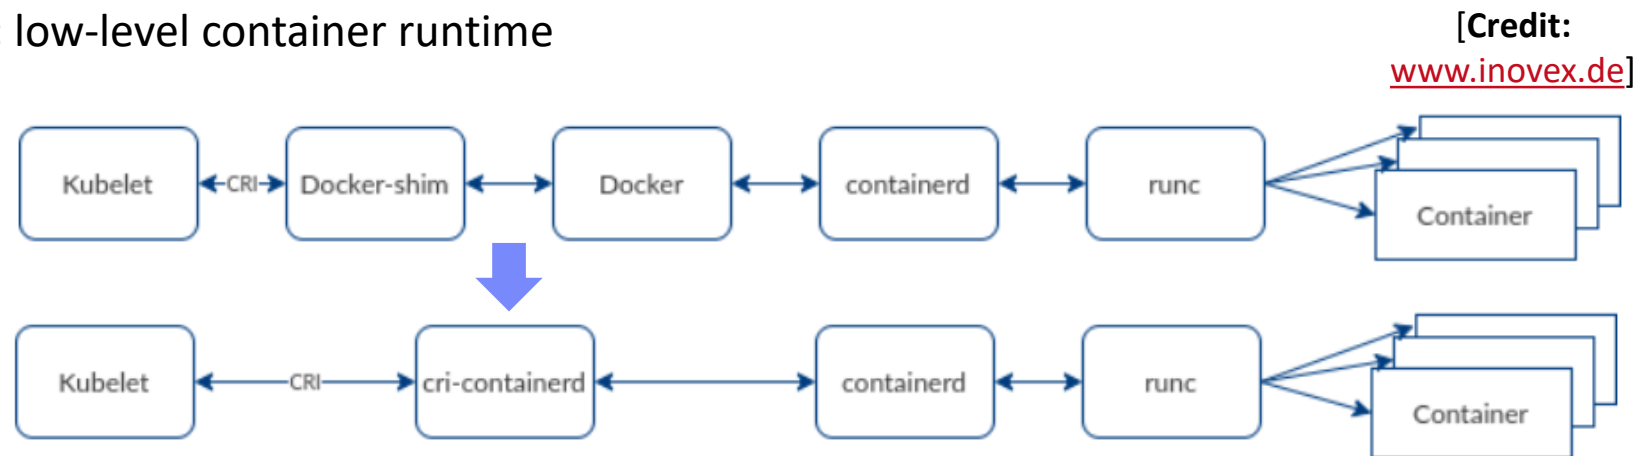 : low-level container runtime
[Credit:
www.inovex.de]
Kubelet CRI Docker-shim Docker containerd runc Container
Kubelet CRI cri-containerd containerd runc Container